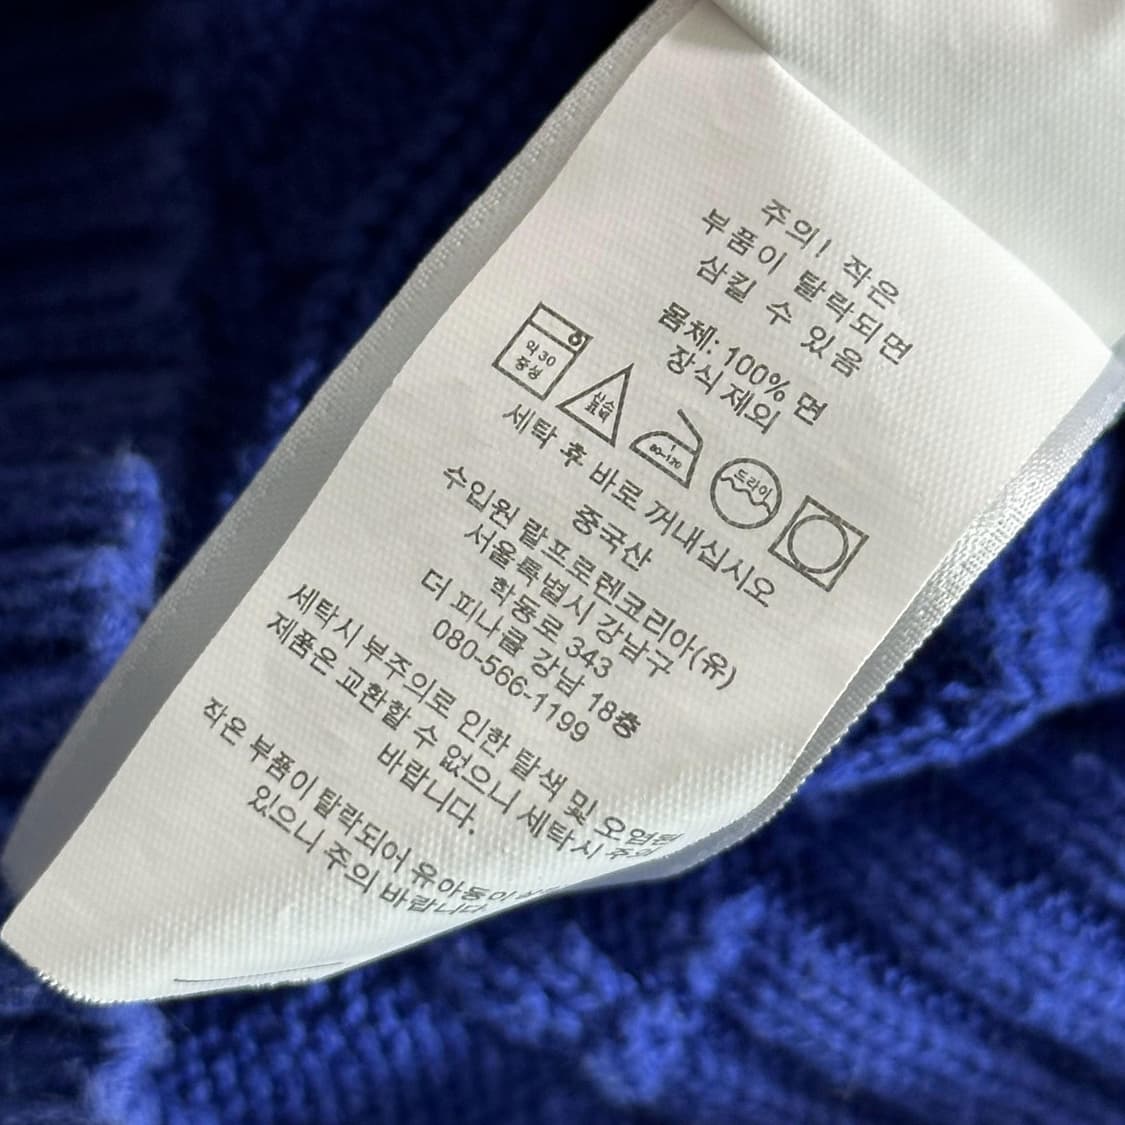 주의! 작은
부품이 탈락되면
삼킬 수 있음
몸체: 100% 면
장식 제외
약 30
중성
산소
표백
1
80~120
드라이
세탁 후 바로 꺼내십시오
중국산
수입원 랄프로렌코리아(유)
서울특별시 강남구
학동로 343
더 피나클 강남 18층
080-566-1199
세탁시 부주의로 인한 탈색 및 오염된
제품은 교환할 수 없으니 세탁시 주의
바랍니다.
작은 부품이 탈락되어 유아동이
있으니 주의 바랍니다